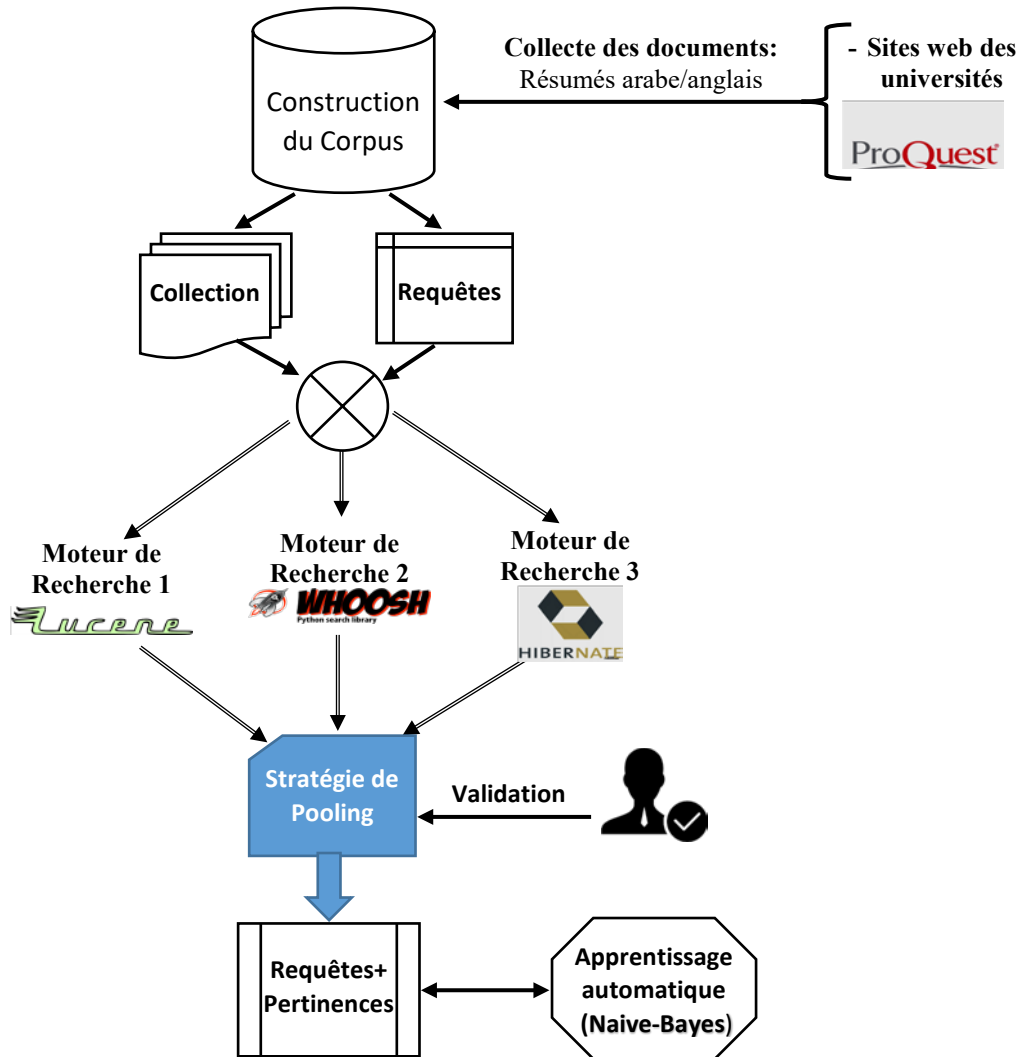 Collecte des documents:
Résumés arabe/anglais
- Sites web des
universités
ProQuest
Construction
du Corpus
Collection
Requêtes
Moteur de
Recherche 1
Lucene
Moteur de
Recherche 2
WHOOSH
Python search library
Moteur de
Recherche 3
HIBERNATE
Stratégie de
Pooling
Validation
Requêtes+
Pertinences
Apprentissage
automatique
(Naive-Bayes)